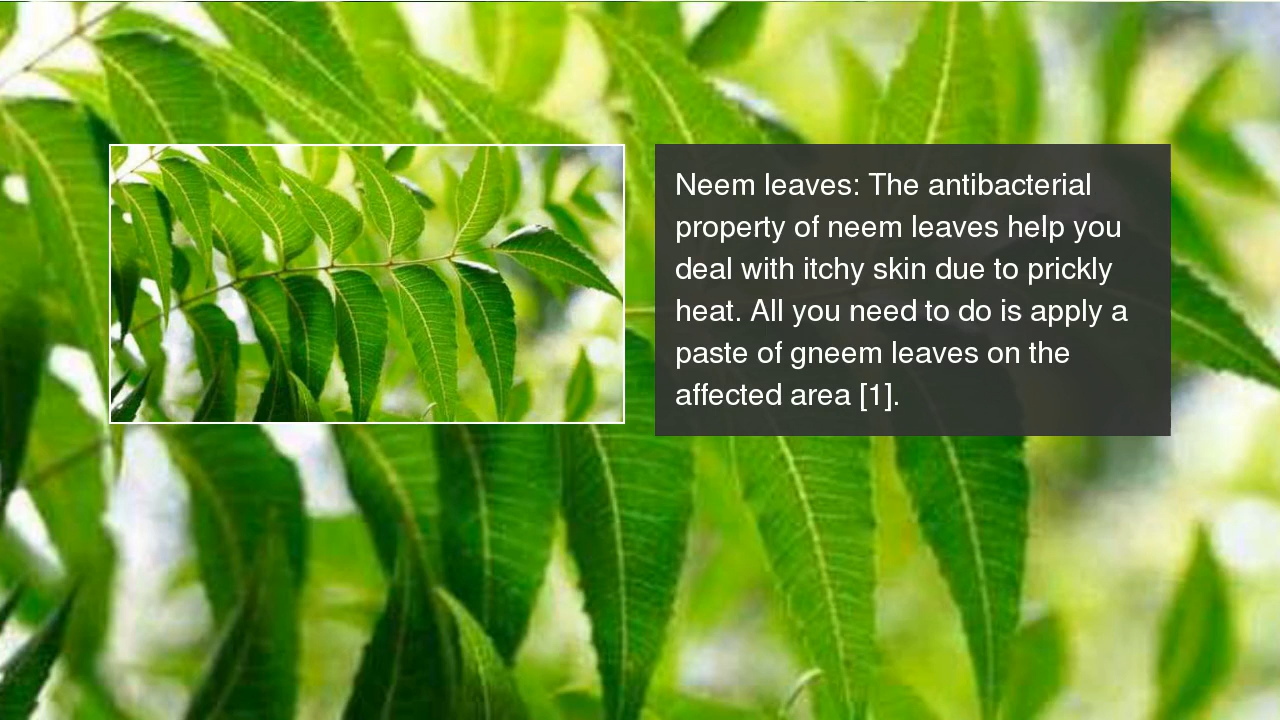 Neem leaves: The antibacterial
property of neem leaves help you
deal with itchy skin due to prickly
heat. All you need to do is apply a
paste of gneem leaves on the
affected area [1].